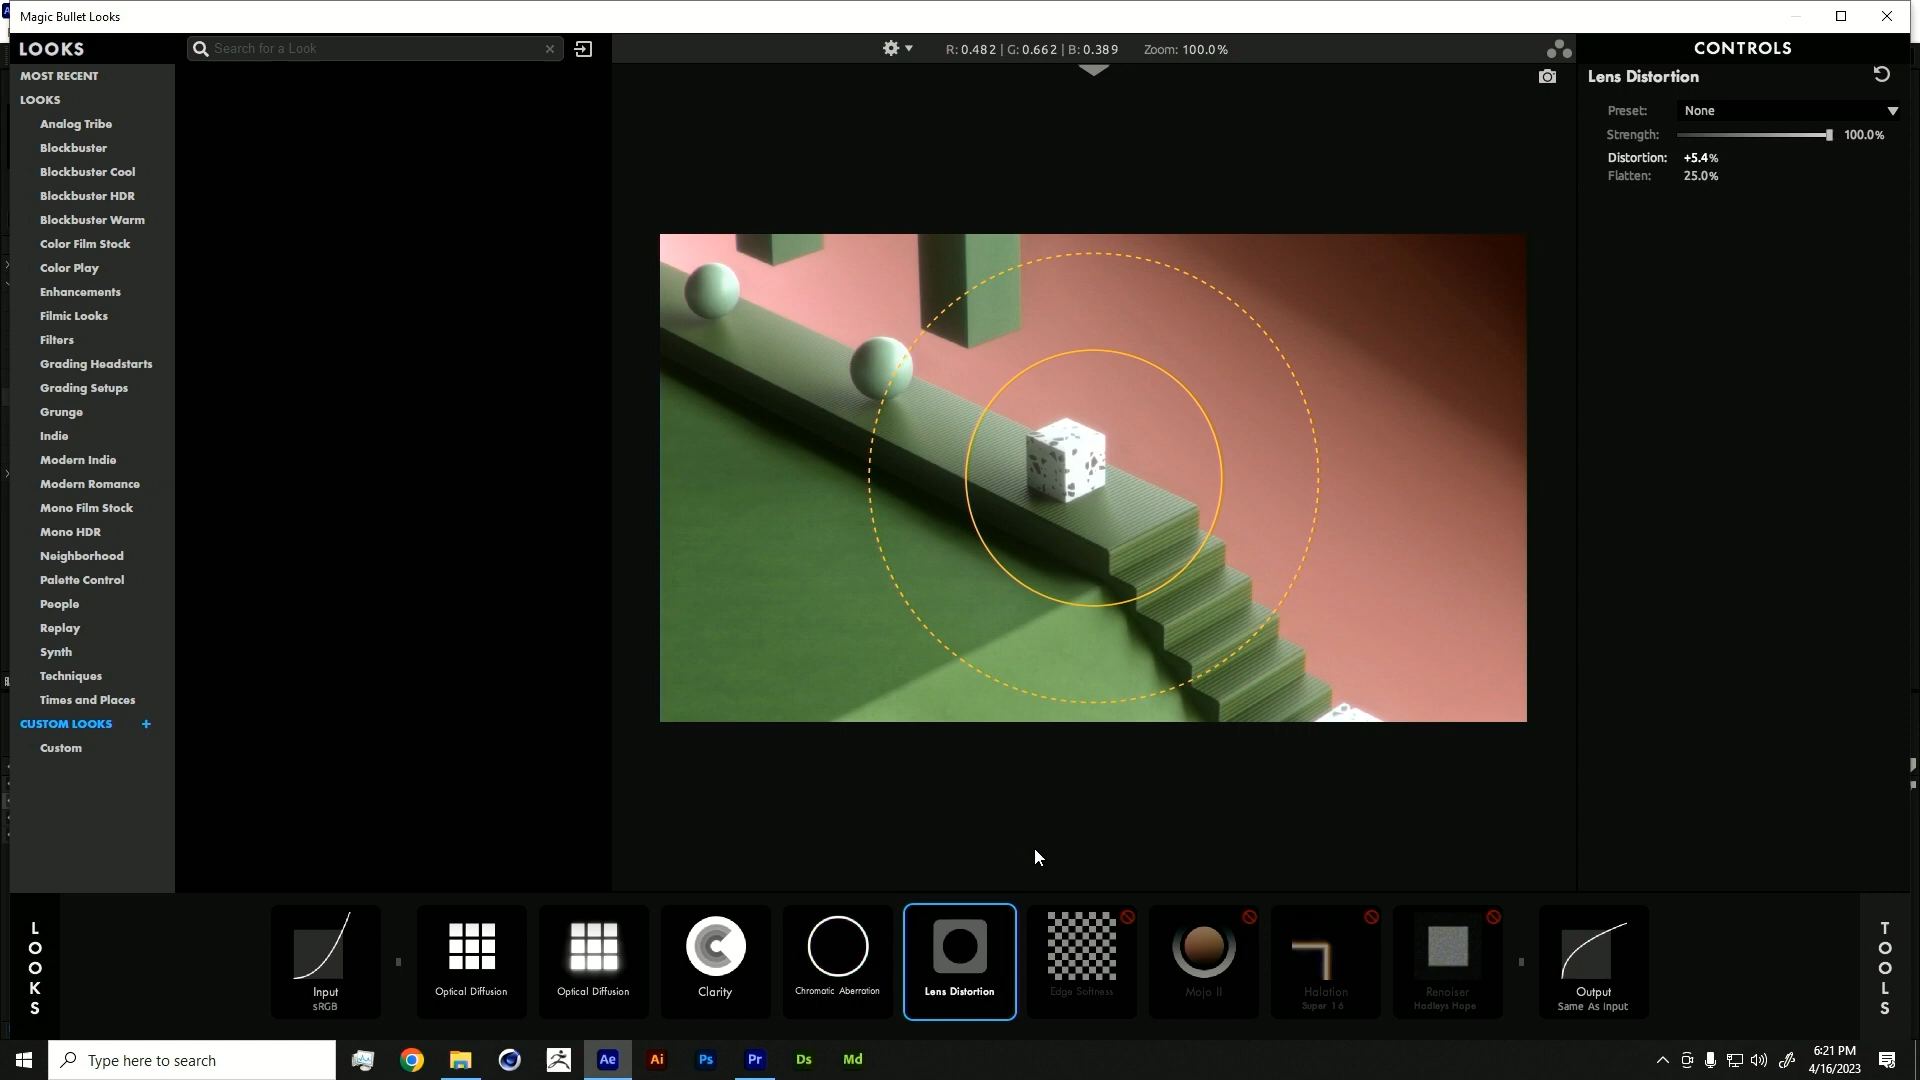 Magic Bullet Looks
LOOKS
Search for a Look
R: 0.482 | G: 0.662 | B: 0.389
Zoom: 100.0%
CONTROLS
MOST RECENT
LOOKS
Analog Tribe
Blockbuster
Blockbuster Cool
Blockbuster HDR
Blockbuster Warm
Color Film Stock
Color Play
Enhancements
Filmic Looks
Filters
Grading Headstarts
Grading Setups
Grunge
Indie
Modern Indie
Modern Romance
Mono Film Stock
Mono HDR
Neighborhood
Palette Control
People
Replay
Synth
Techniques
Times and Places
CUSTOM LOOKS +
Custom
Lens Distortion
Preset: None
Strength: 100.0%
Distortion: +5.4%
Flatten: 25.0%
LOOKS
Input
sRGB
Optical Diffusion
Optical Diffusion
Clarity
Chromatic Aberration
Lens Distortion
Edge Softness
Mojo II
Halation
Super 16
Renoiser
Hadleys Hope
Output
Same As Input
TOOLS
Type here to search
Ae
Ai
Ps
Pr
Ds
Md
6:21 PM
4/16/2023